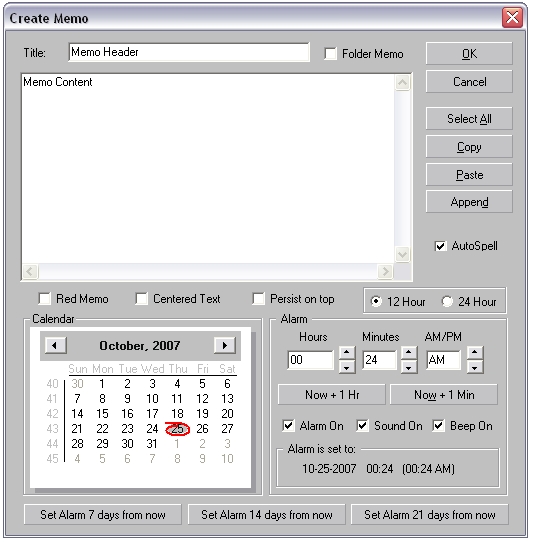 Create Memo
Title: Memo Header Folder Memo OK
Cancel
Memo Content
Select All
Copy
Paste
Append
AutoSpell
Red Memo Centered Text Persist on top 12 Hour 24 Hour
Calendar
October, 2007
Sun Mon Tue Wed Thu Fri Sat
40 30 1 2 3 4 5 6
41 7 8 9 10 11 12 13
42 14 15 16 17 18 19 20
43 21 22 23 24 25 26 27
44 28 29 30 31 1 2 3
45 4 5 6 7 8 9 10
Alarm
Hours Minutes AM/PM
00 24 AM
Now + 1 Hr Now + 1 Min
Alarm On Sound On Beep On
Alarm is set to:
10-25-2007 00:24 (00:24 AM)
Set Alarm 7 days from now Set Alarm 14 days from now Set Alarm 21 days from now